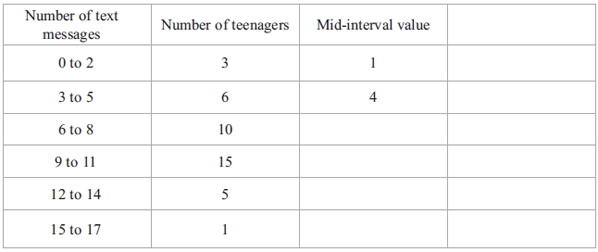 Number of text messages Number of teenagers Mid-interval value
0 to 2 3 1
3 to 5 6 4
6 to 8 10
9 to 11 15
12 to 14 5
15 to 17 1